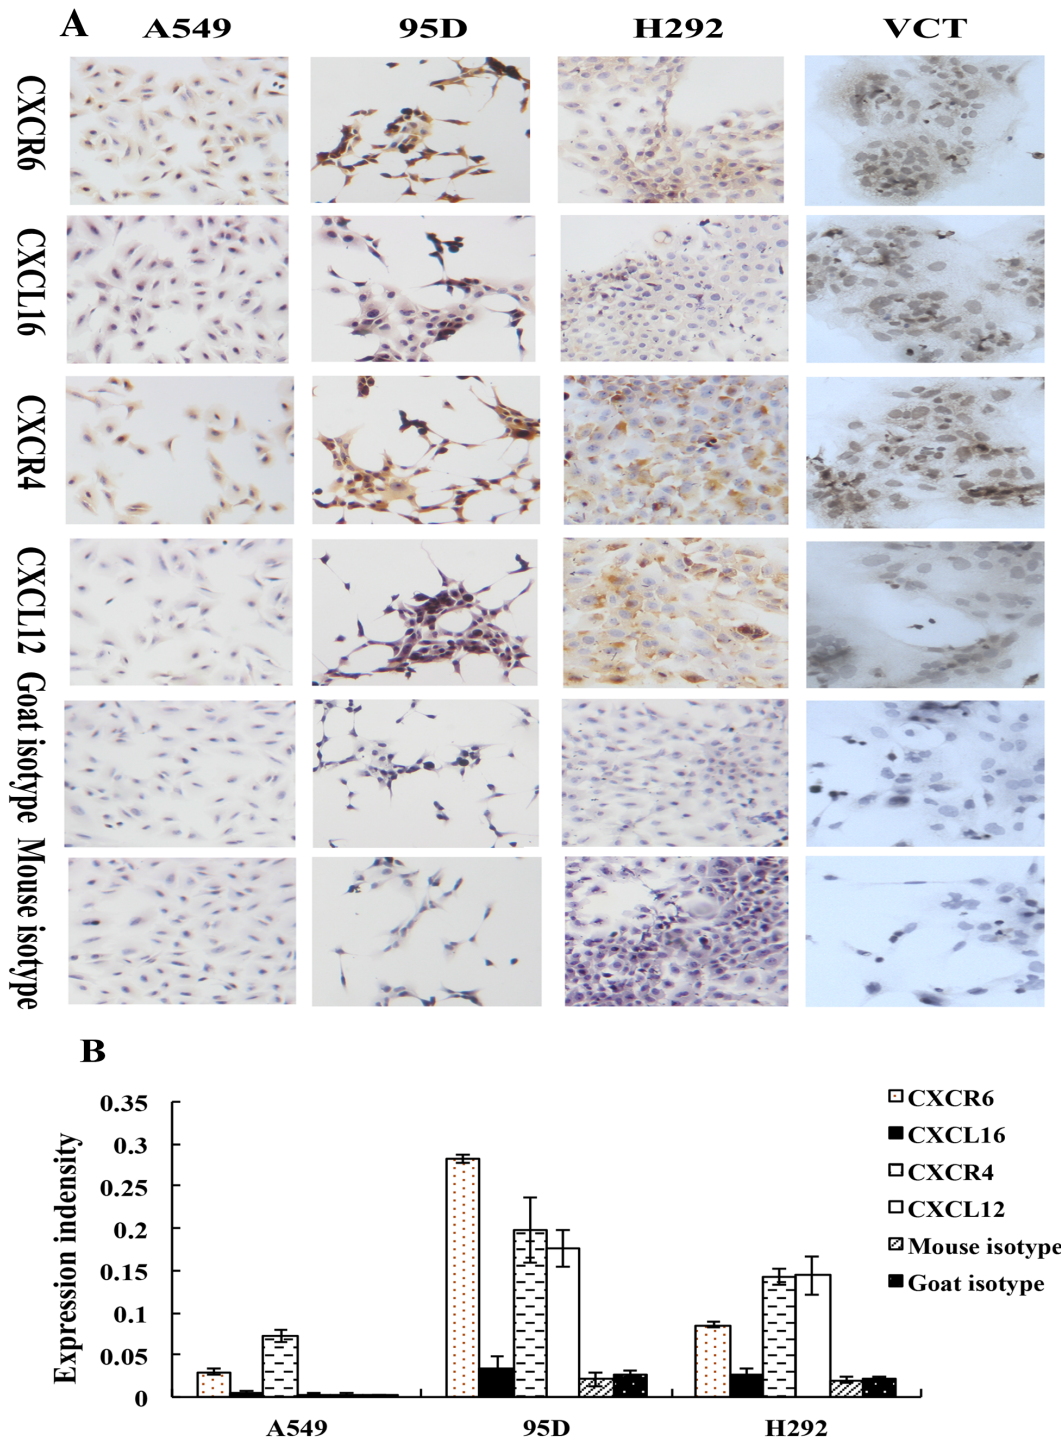 A
A549 95D H292 VCT
CXCR6
CXCL16
CXCR4
CXCL12
Goat isotype
Mouse isotype
B
Expression indensity
0.35
0.3
0.25
0.2
0.15
0.1
0.05
0
A549 95D H292
CXCR6
CXCL16
CXCR4
CXCL12
Mouse isotype
Goat isotype